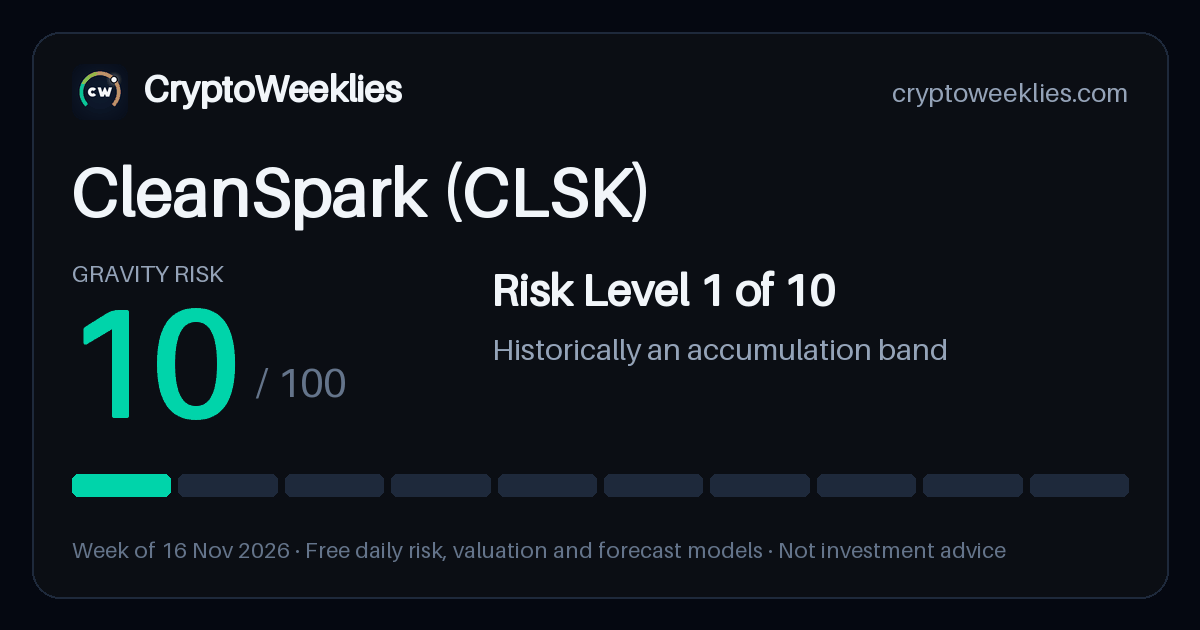 CW CryptoWeeklies
cryptoweeklies.com
CleanSpark (CLSK)
GRAVITY RISK
10 / 100
Risk Level 1 of 10
Historically an accumulation band
Week of 16 Nov 2026 · Free daily risk, valuation and forecast models · Not investment advice